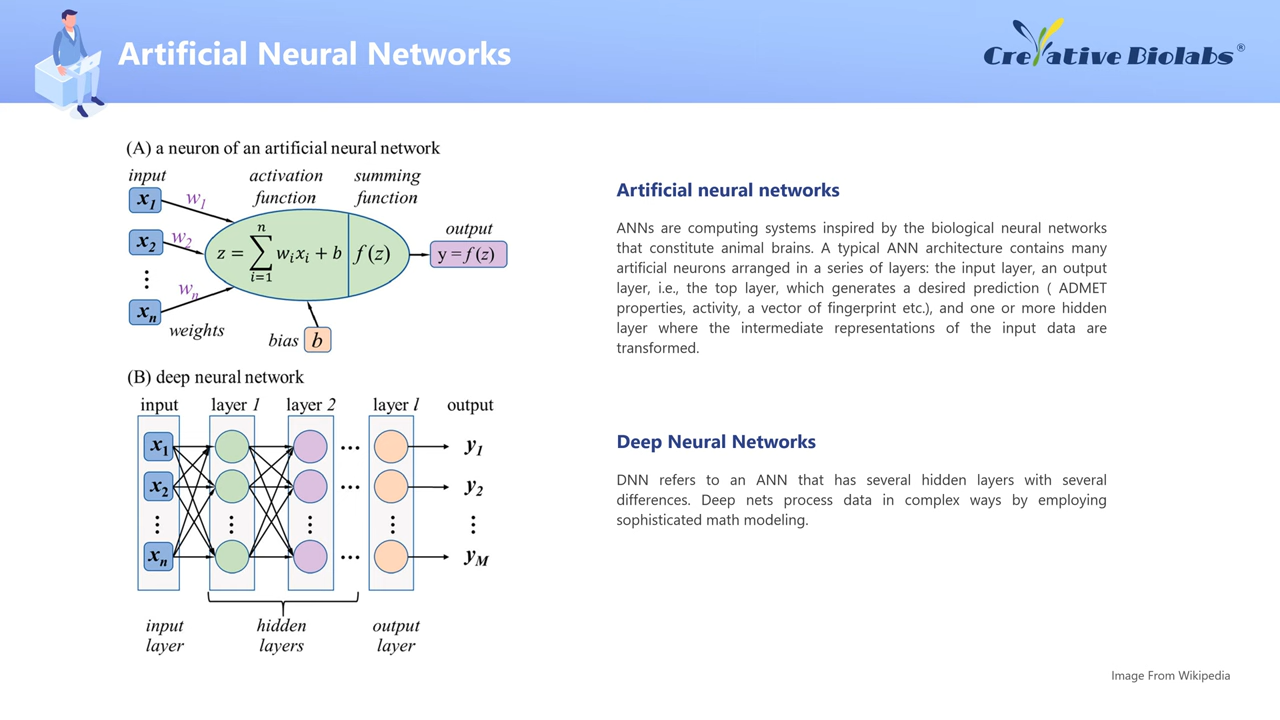 Artificial Neural Networks
Creative Biolabs®
(A) a neuron of an artificial neural network
input
activation function
summing function
x1
x2
⋮
xn
w1
w2
wn
weights
z = ∑ i=1 n wixi + b
f(z)
output
y = f(z)
bias b
(B) deep neural network
input layer 1 layer 2 layer l output
x1 ... y1
x2 ... y2
⋮ ⋮ ⋮ ⋮ ⋮
xn ... yM
input layer
hidden layers
output layer
Artificial neural networks
ANNs are computing systems inspired by the biological neural networks
that constitute animal brains. A typical ANN architecture contains many
artificial neurons arranged in a series of layers: the input layer, an output
layer, i.e., the top layer, which generates a desired prediction ( ADMET
properties, activity, a vector of fingerprint etc.), and one or more hidden
layer where the intermediate representations of the input data are
transformed.
Deep Neural Networks
DNN refers to an ANN that has several hidden layers with several
differences. Deep nets process data in complex ways by employing
sophisticated math modeling.
Image From Wikipedia